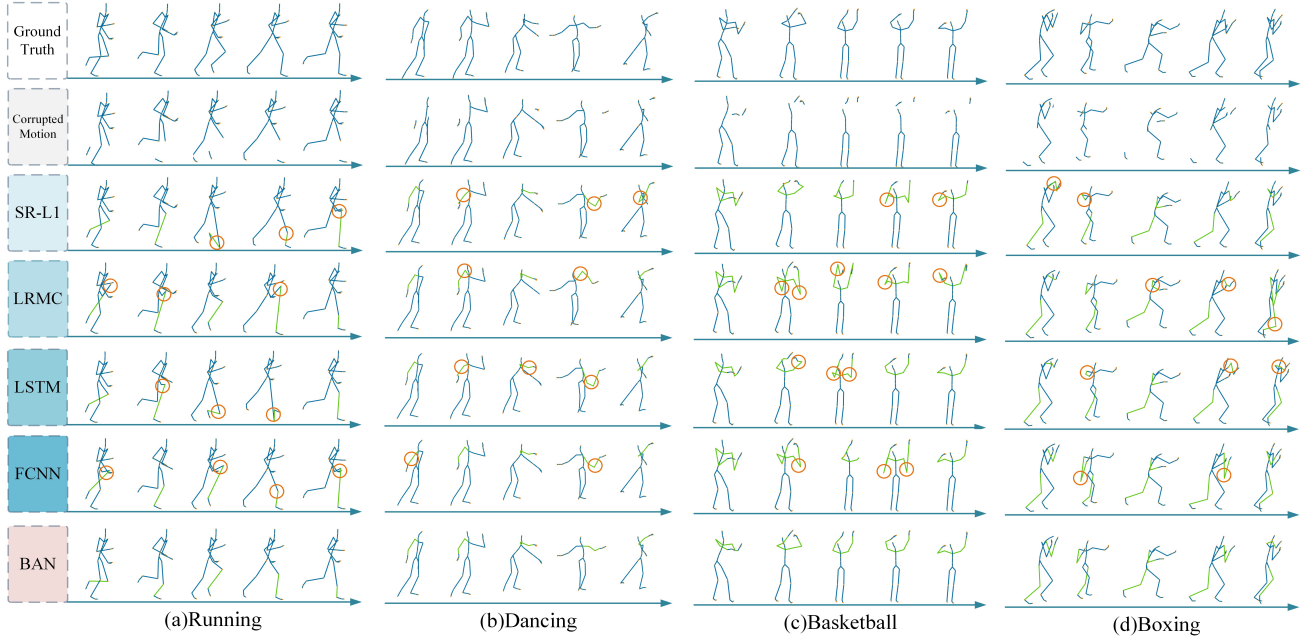 Ground
Truth
Corrupted
Motion
SR-L1
LRMC
LSTM
FCNN
BAN
(a)Running
(b)Dancing
(c)Basketball
(d)Boxing